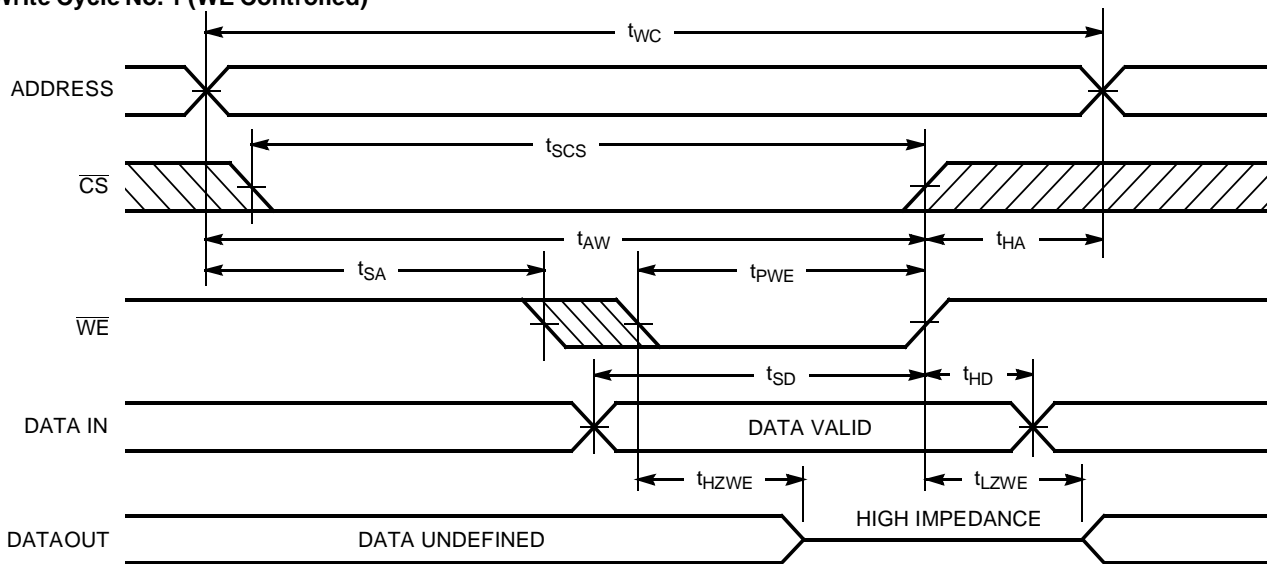 Write Cycle No. 1 (WE Controlled)
tWC
ADDRESS
tSCS
CS
tAW
tHA
tSA
tPWE
WE
tSD
tHD
DATA IN
DATA VALID
tHZWE
tLZWE
HIGH IMPEDANCE
DATAOUT
DATA UNDEFINED